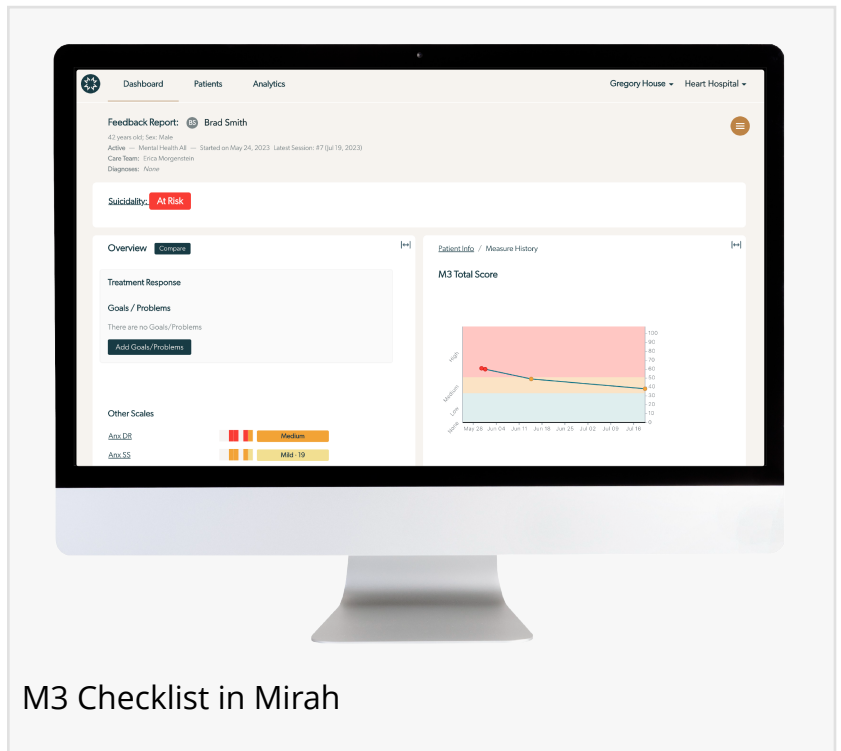 Dashboard Patients Analytics Gregory House Heart Hospital
Feedback Report: BS Brad Smith
42 years old; Sex: Male
Active — Mental Health All — Started on May 24, 2023 Latest Session: #7 (Jul 19, 2023)
Care Team: Erica Morgenstein
Diagnoses: None
Suicidality: At Risk
Overview Compare
Treatment Response
Goals / Problems
There are no Goals/Problems
Add Goals/Problems
Other Scales
Anx DR Medium
Anx SS Mild - 19
Patient Info / Measure History
M3 Total Score
High
Medium
Low
None
100
90
80
70
60
50
40
30
20
10
0
May 28 Jun 04 Jun 11 Jun 18 Jun 25 Jul 02 Jul 09 Jul 16
M3 Checklist in Mirah